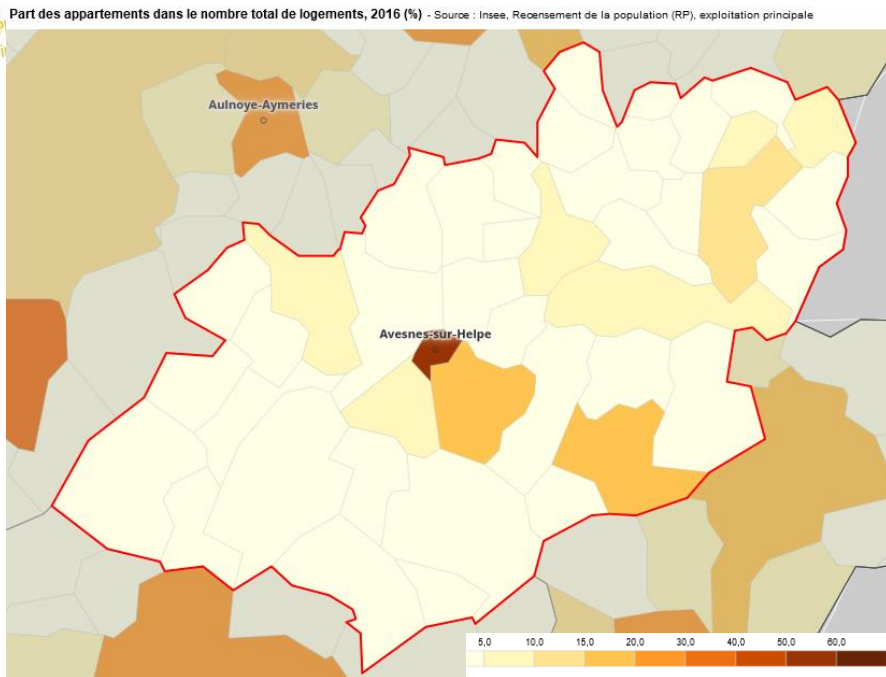 Part des appartements dans le nombre total de logements, 2016 (%) - Source : Insee, Recensement de la population (RP), exploitation principale
Aulnoye-Aymeries
Avesnes-sur-Helpe
5,0 10,0 15,0 20,0 30,0 40,0 50,0 60,0